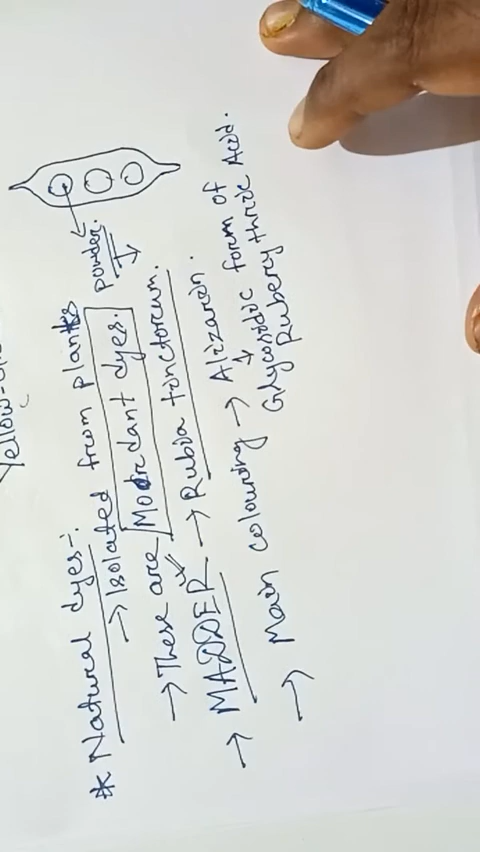 Yellow-
* Natural dyes:-
→ Isolated from plants
powder.
→ These are Mordant dyes.
→ MADDER → Rubia tinctorum.
→ Main colouring → Alizarin.
Glycosidic form of
Ruberythric Acid.